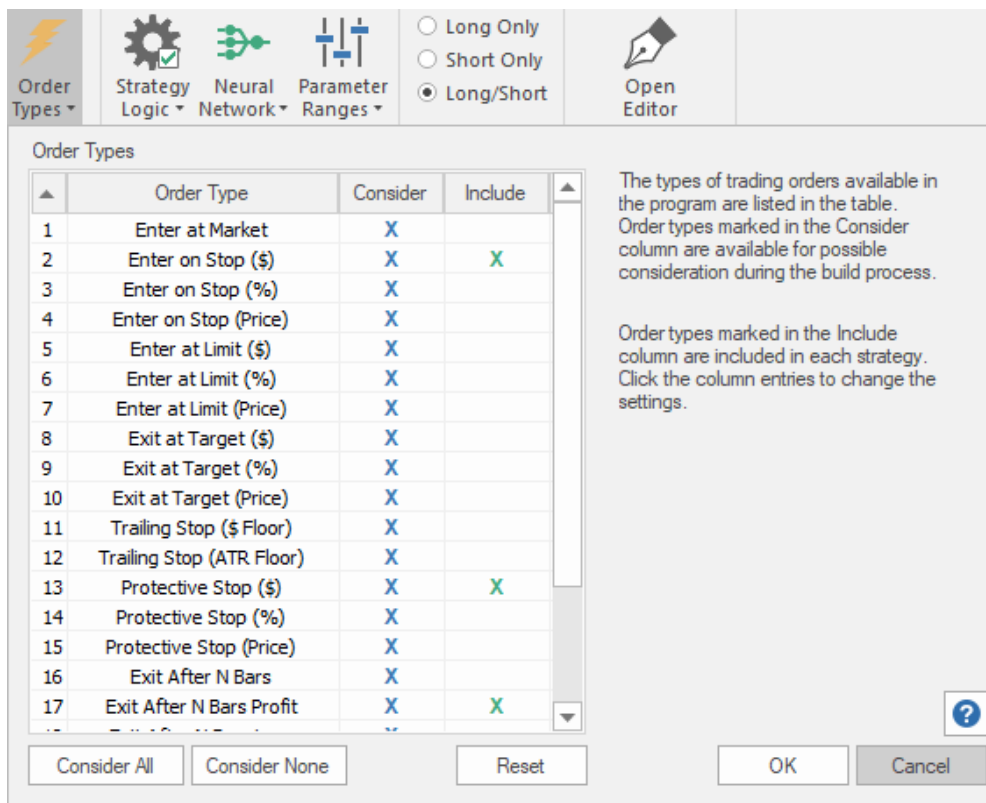 Order Types
Strategy Logic
Neural Network
Parameter Ranges
Long Only
Short Only
Long/Short
Open Editor
Order Types
Order Type Consider Include
1 Enter at Market X
2 Enter on Stop ($) X X
3 Enter on Stop (%) X
4 Enter on Stop (Price) X
5 Enter at Limit ($) X
6 Enter at Limit (%) X
7 Enter at Limit (Price) X
8 Exit at Target ($) X
9 Exit at Target (%) X
10 Exit at Target (Price) X
11 Trailing Stop ($ Floor) X
12 Trailing Stop (ATR Floor) X
13 Protective Stop ($) X X
14 Protective Stop (%) X
15 Protective Stop (Price) X
16 Exit After N Bars X
17 Exit After N Bars Profit X X
The types of trading orders available in
the program are listed in the table.
Order types marked in the Consider
column are available for possible
consideration during the build process.
Order types marked in the Include
column are included in each strategy.
Click the column entries to change the
settings.
?
Consider All Consider None Reset OK Cancel